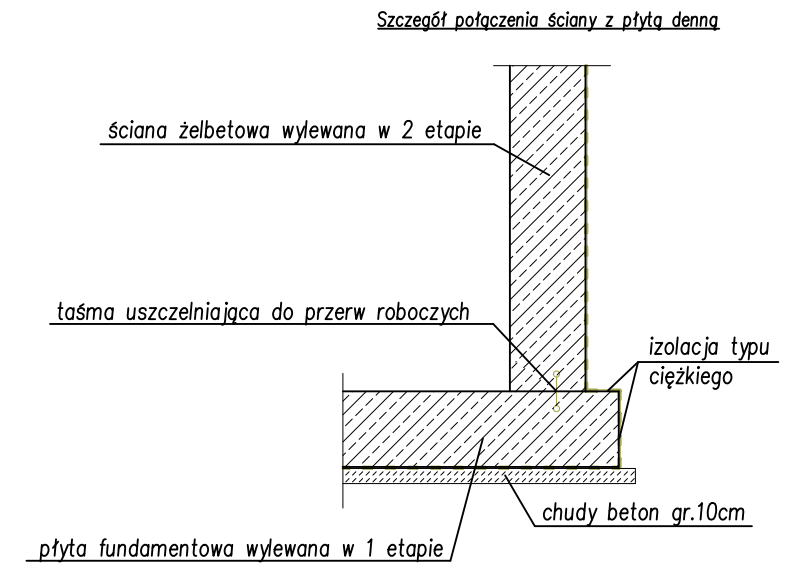 Szczegół połączenia ściany z płytą denną
ściana żelbetowa wylewana w 2 etapie
taśma uszczelniająca do przerw roboczych
izolacja typu
ciężkiego
chudy beton gr.10cm
płyta fundamentowa wylewana w 1 etapie